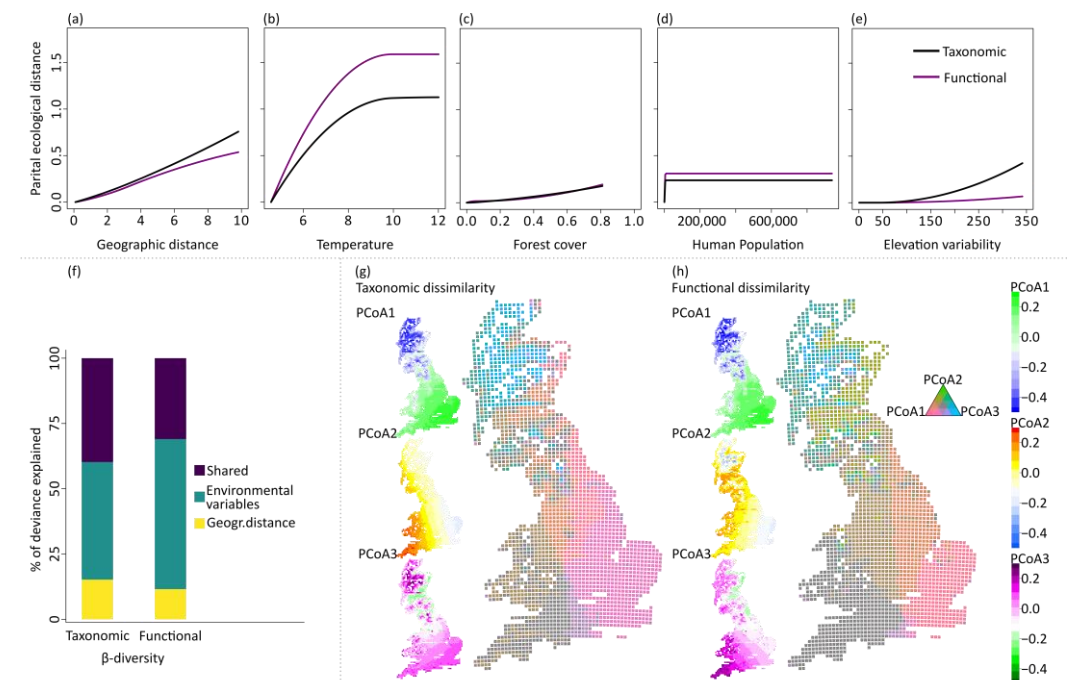 (a)
(b)
(c)
(d)
(e)
Parital ecological distance
0.0
0.5
1.0
1.5
Taxonomic
Functional
0 2 4 6 8 10
6 8 10 12
0.0 0.2 0.4 0.6 0.8 1.0
200,000 600,000
0 50 150 250 350
Geographic distance
Temperature
Forest cover
Human Population
Elevation variability
(f)
% of deviance explained
100
75
50
25
0
Shared
Environmental
variables
Geogr.distance
Taxonomic Functional
β-diversity
(g)
Taxonomic dissimilarity
PCoA1
PCoA2
PCoA3
(h)
Functional dissimilarity
PCoA1
PCoA2
PCoA3
PCoA2
PCoA1
PCoA3
PCoA1
0.2
0.0
−0.2
−0.4
PCoA2
0.2
0.0
−0.2
−0.4
PCoA3
0.2
0.0
−0.2
−0.4